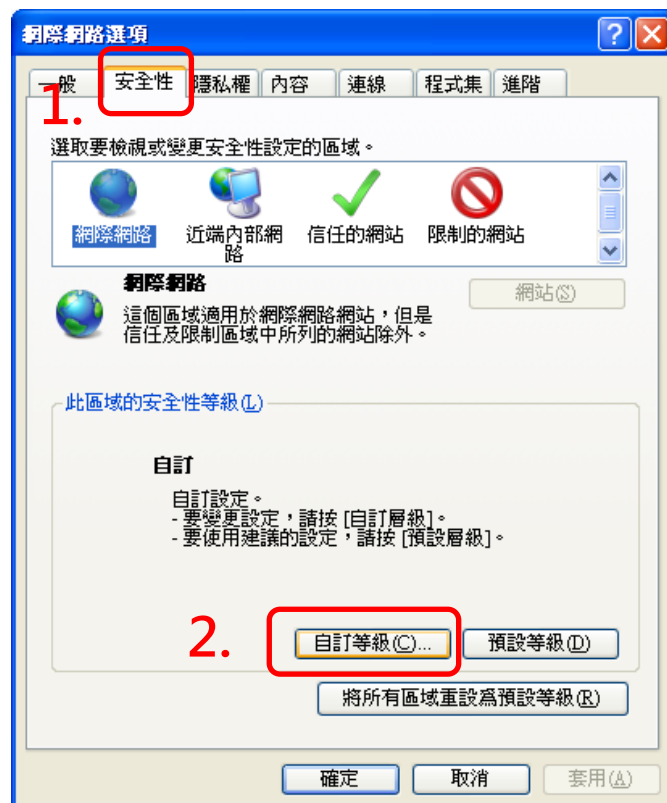 網際網路選項
1.
一般 安全性 隱私權 內容 連線 程式集 進階
選取要檢視或變更安全性設定的區域。
網際網路 近端內部網路 信任的網站 限制的網站
網際網路
網站(S)
這個區域適用於網際網路網站，但是
信任及限制區域中所列的網站除外。
此區域的安全性等級(L)
自訂
自訂設定。
- 要變更設定，請按 [自訂層級]。
- 要使用建議的設定，請按 [預設層級]。
2.
自訂等級(C)... 預設等級(D)
將所有區域重設為預設等級(R)
確定 取消 套用(A)